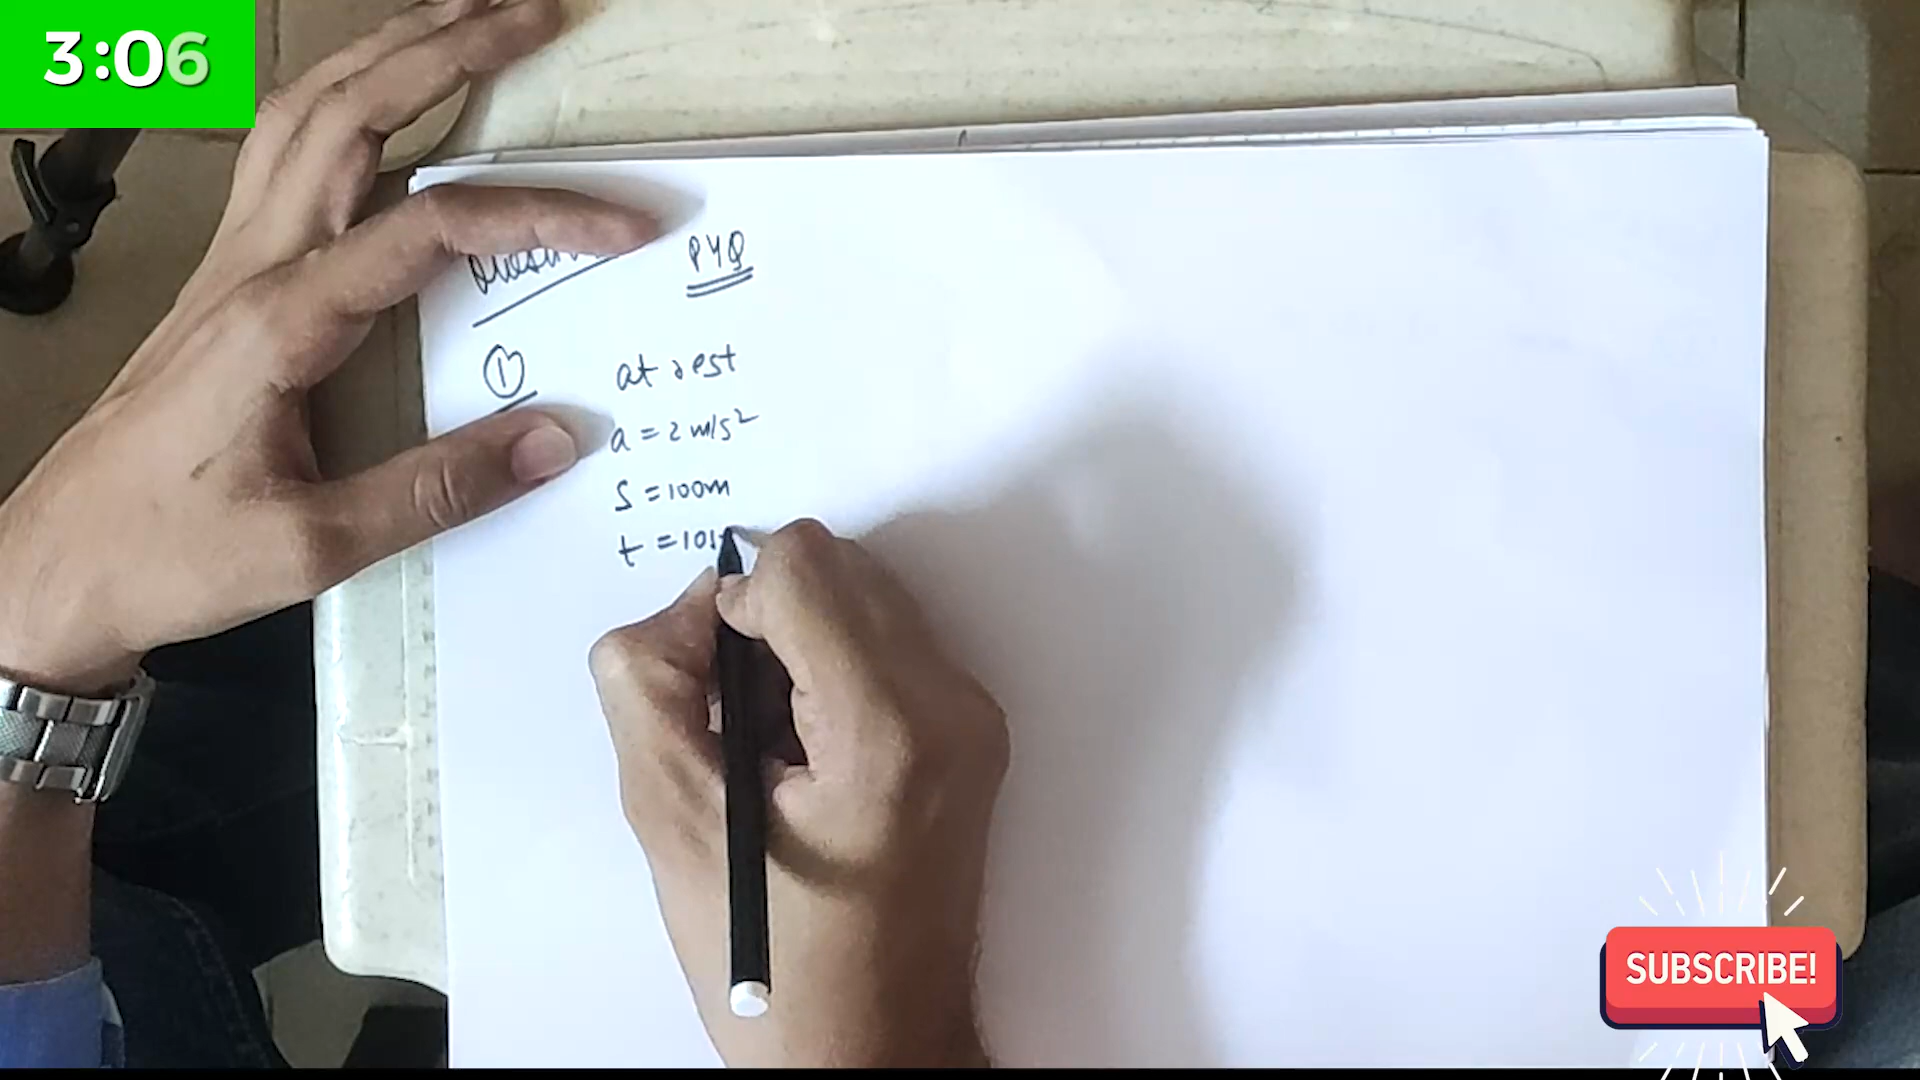 3:06
PYQ
①
at rest
a = 2 m/s²
S = 100m
t =
SUBSCRIBE!